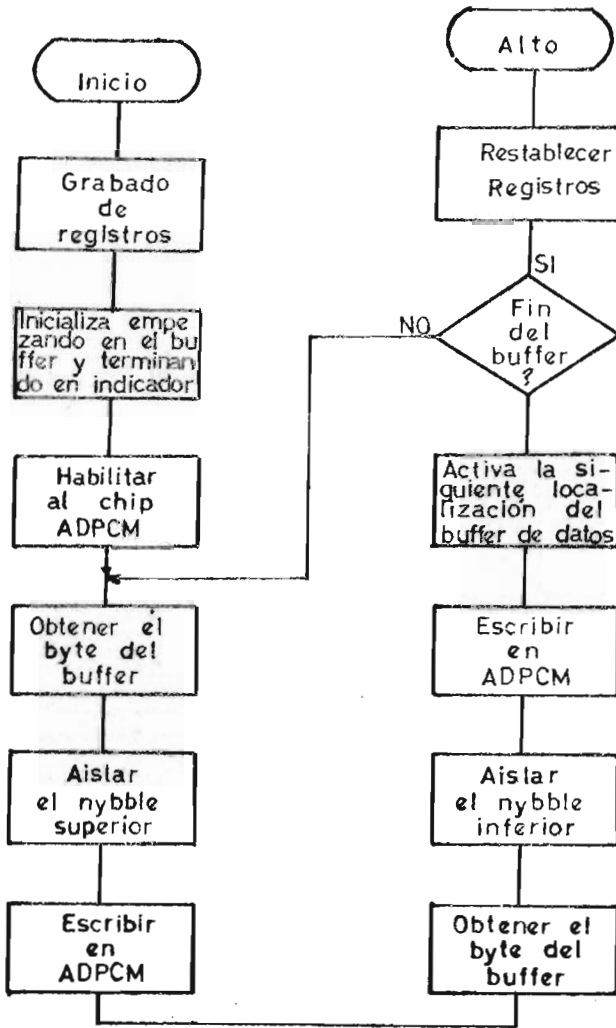 Inicio
Grabado
de
registros
Inicializa empe
zando en el bu
ffer y terminan
do en indicador
Habilitar
al chip
ADPCM
Obtener el
byte del
buffer
Aislar
el nybble
superior
Escribir
en
ADPCM
Alto
Restablecer
Registros
SI
NO
Fin
del
buffer
?
Activa la si-
guiente loca-
lización del
buffer de datos
Escribir
en
ADPCM
Aislar
el nybble
inferior
Obtener el
byte del
buffer